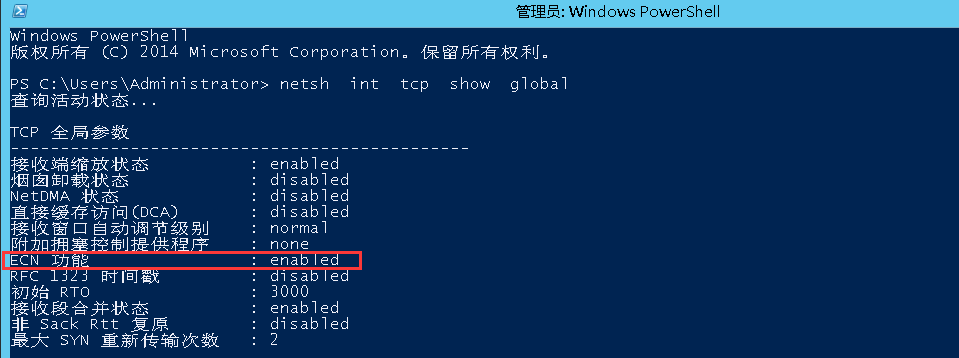 管理员: Windows PowerShell
Windows PowerShell
版权所有 (C) 2014 Microsoft Corporation。保留所有权利。
PS C:\Users\Administrator> netsh int tcp show global
查询活动状态...
TCP 全局参数
----------------------------------------------
接收端缩放状态 : enabled
烟囱卸载状态 : disabled
NetDMA 状态 : disabled
直接缓存访问(DCA) : disabled
接收窗口自动调节级别 : normal
附加拥塞控制提供程序 : none
ECN 功能 : enabled
RFC 1323 时间戳 : disabled
初始 RTO : 3000
接收段合并状态 : enabled
非 Sack Rtt 复原 : disabled
最大 SYN 重新传输次数 : 2